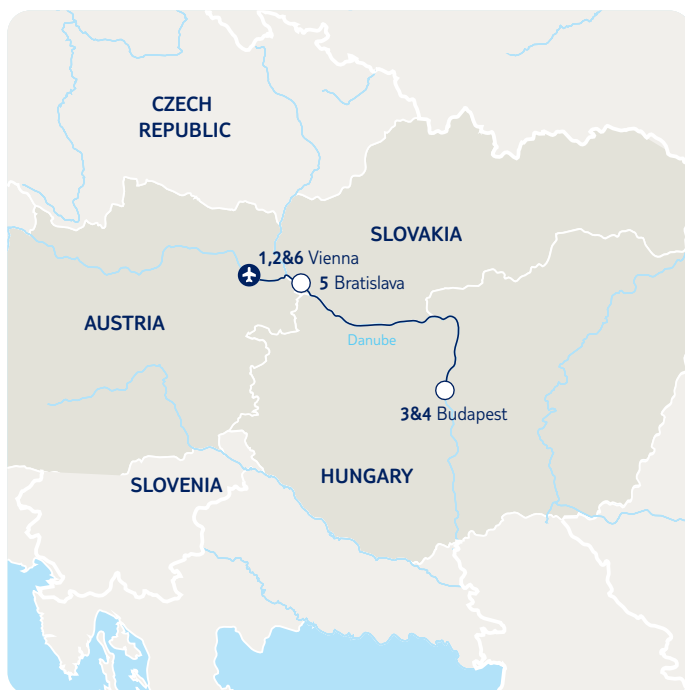 CZECH
REPUBLIC
SLOVAKIA
1,2&6 Vienna
5 Bratislava
AUSTRIA
Danube
3&4 Budapest
HUNGARY
SLOVENIA